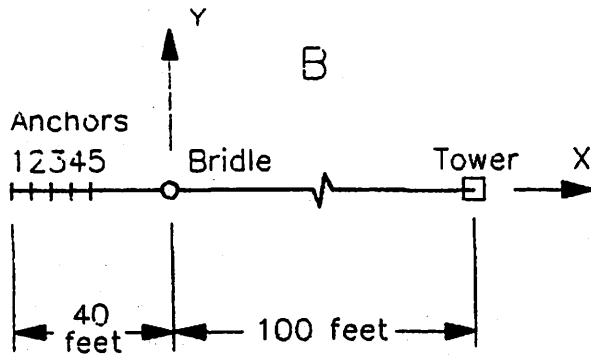 Y
B
Anchors
12345 Bridle Tower X
40 feet
100 feet